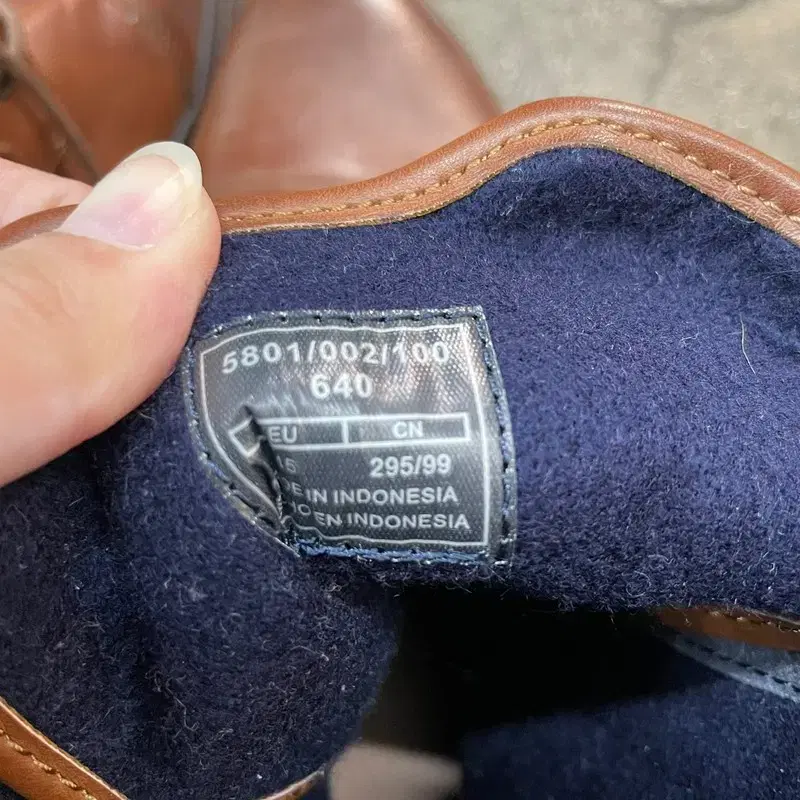 5801/002/100
640
EU CN
295/99
IN INDONESIA
EN INDONESIA